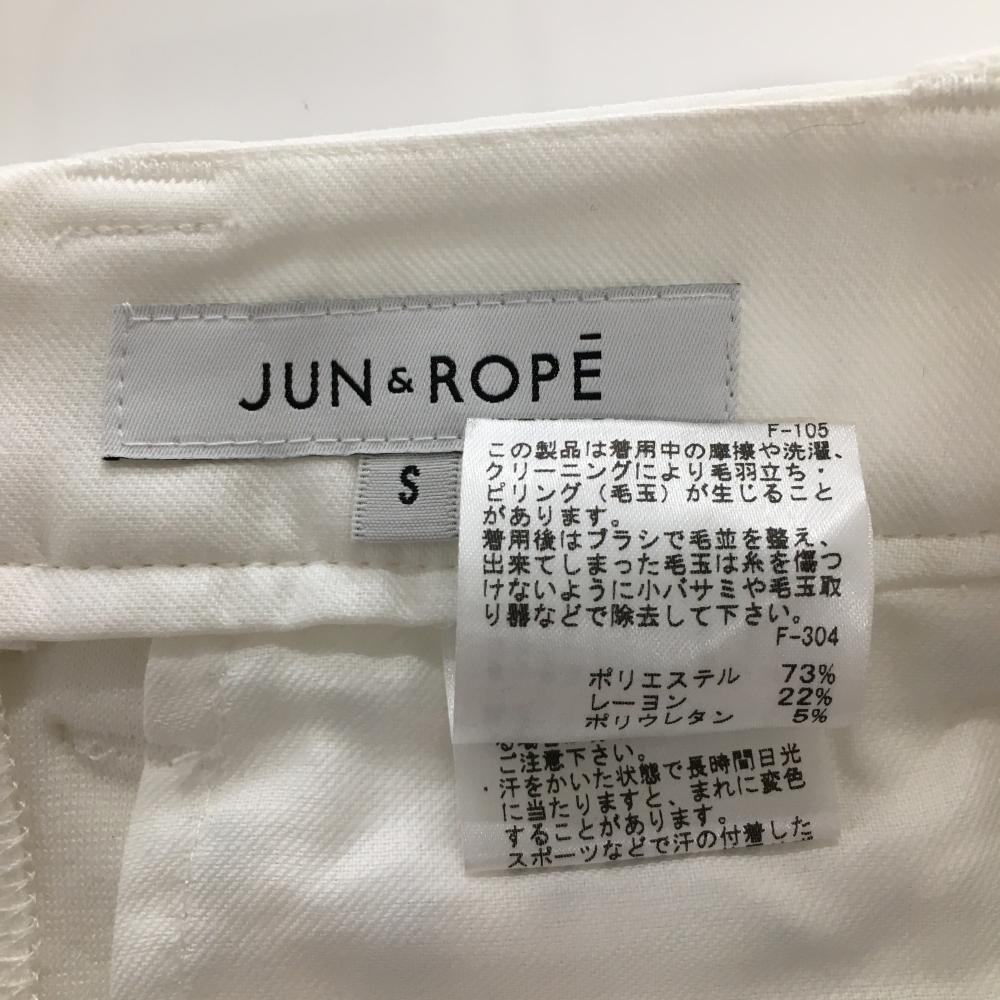 JUN & ROPĒ
S
F-105
この製品は着用中の摩擦や洗濯、
クリーニングにより毛羽立ち・
ピリング（毛玉）が生じること
があります。
着用後はブラシで毛並を整え、
出来てしまった毛玉は糸を傷つ
けないように小バサミや毛玉取
り器などで除去して下さい。
F-304
ポリエステル 73%
レーヨン 22%
ポリウレタン 5%
ご注意下さい。
・汗をかいた状態で長時間日光
に当たりますと、まれに変色
することがあります。
スポーツなどで汗の付着した